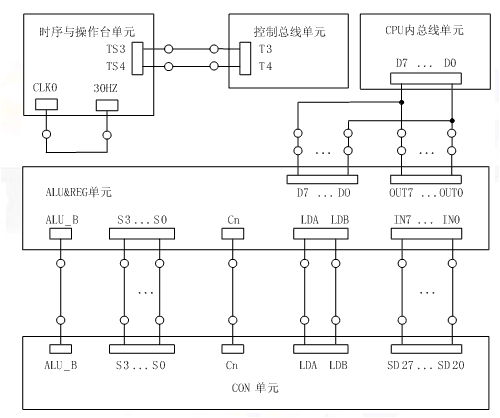 时序与操作台单元
控制总线单元
CPU内总线单元
TS3
T3
TS4
T4
D7 ... D0
CLK0
30HZ
...
...
D7 ... D0
OUT7 ... OUT0
ALU&REG单元
ALU_B
S3...S0
Cn
LDA
LDB
IN7 ... IN0
...
...
ALU_B
S3...S0
Cn
LDA
LDB
SD27... SD20
CON 单元